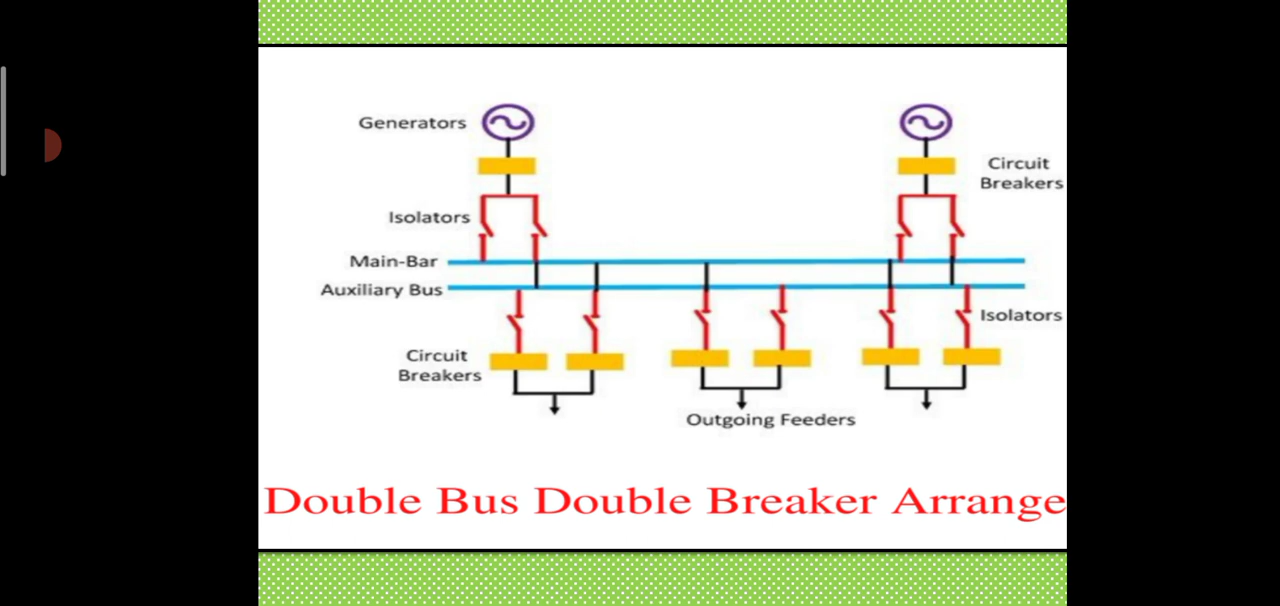 Generators
Circuit
Breakers
Isolators
Main-Bar
Auxiliary Bus
Isolators
Circuit
Breakers
Outgoing Feeders
Double Bus Double Breaker Arrange